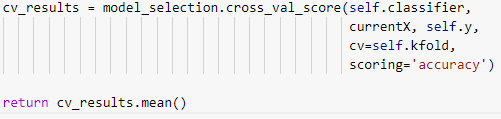 cv_results = model_selection.cross_val_score(self.classifier,
currentX, self.y,
cv=self.kfold,
scoring='accuracy')
return cv_results.mean()